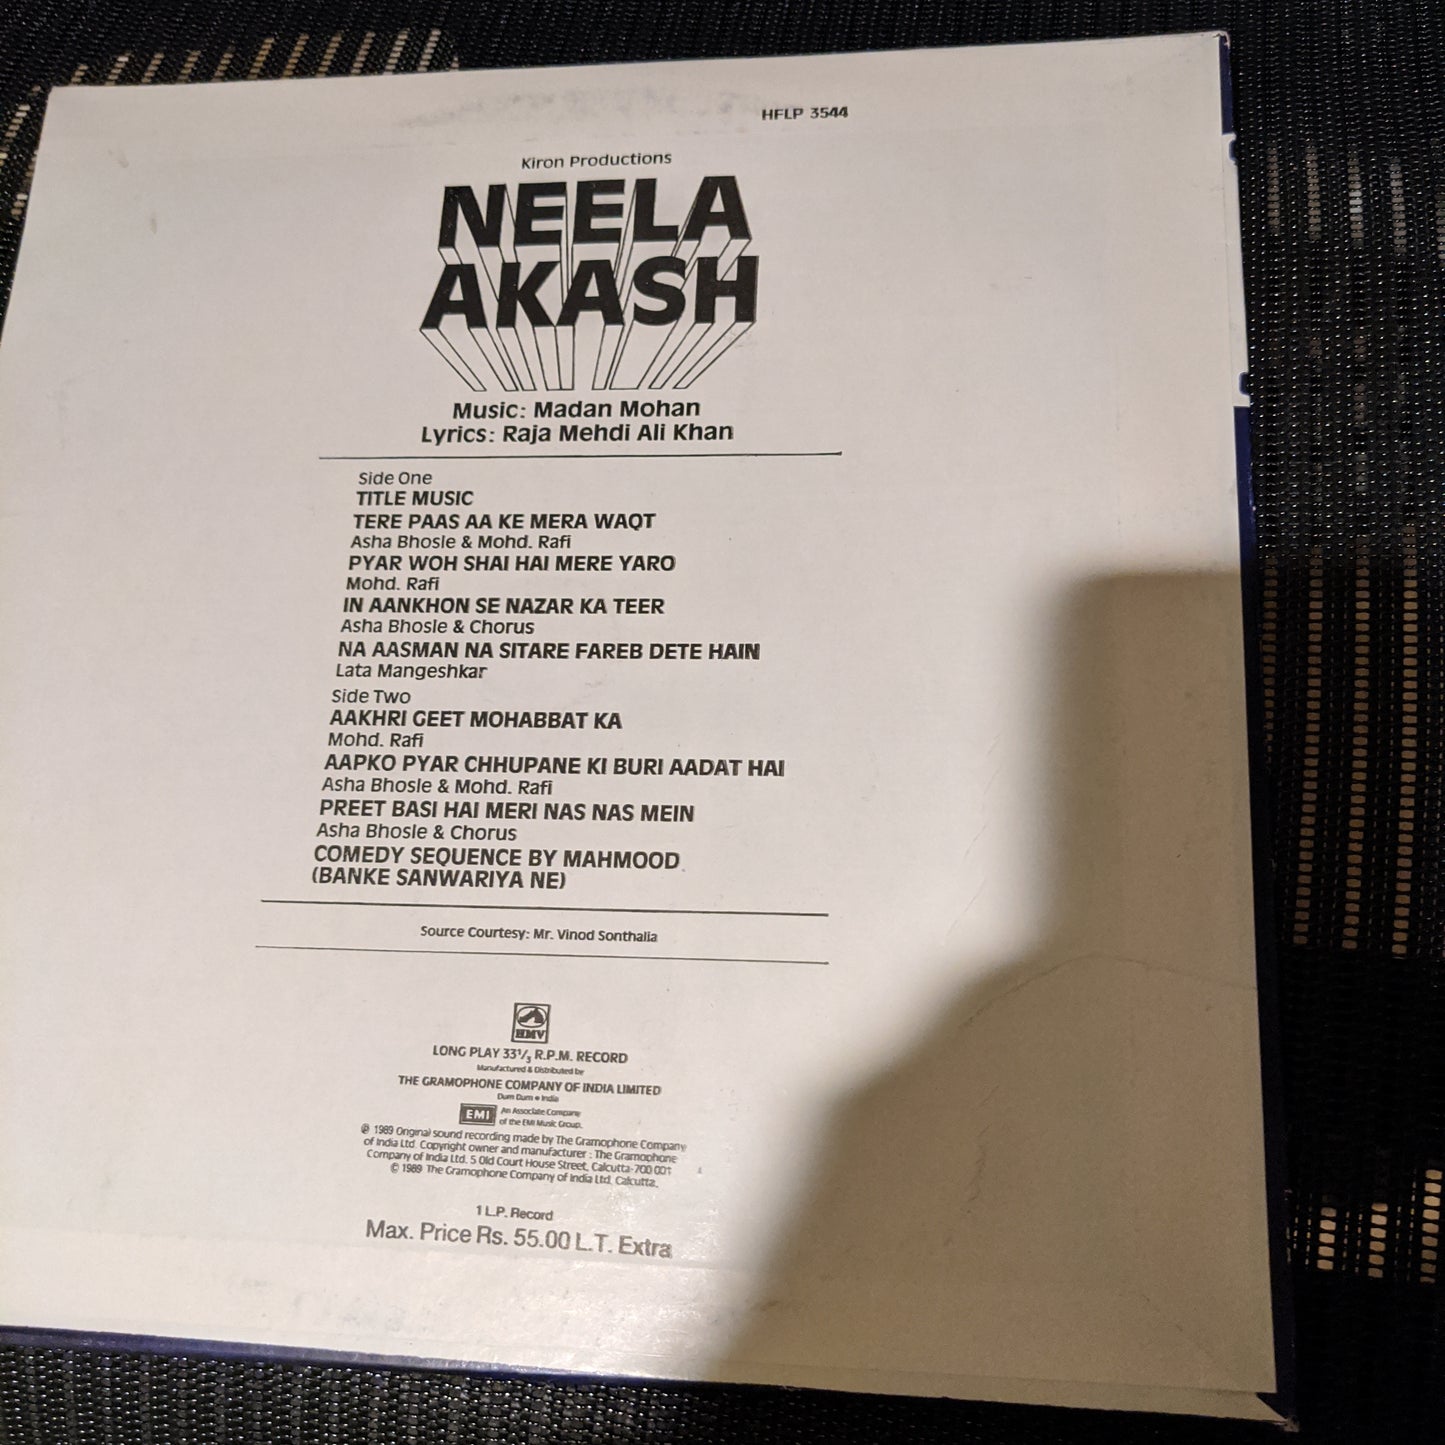 HFLP 3544
Kiron Productions
NEELA
AKASH
Music: Madan Mohan
Lyrics: Raja Mehdi Ali Khan
Side One
TITLE MUSIC
TERE PAAS AA KE MERA WAQT
Asha Bhosle & Mohd. Rafi
PYAR WOH SHAI HAI MERE YARO
Mohd. Rafi
IN AANKHON SE NAZAR KA TEER
Asha Bhosle & Chorus
NA AASMAN NA SITARE FAREB DETE HAIN
Lata Mangeshkar
Side Two
AAKHRI GEET MOHABBAT KA
Mohd. Rafi
AAPKO PYAR CHHUPANE KI BURI AADAT HAI
Asha Bhosle & Mohd. Rafi
PREET BASI HAI MERI NAS NAS MEIN
Asha Bhosle & Chorus
COMEDY SEQUENCE BY MAHMOOD
(BANKE SANWARIYA NE)
Source Courtesy: Mr. Vinod Sonthalia
HMV
LONG PLAY 33⅓ R.P.M. RECORD
Manufactured & Distributed by
THE GRAMOPHONE COMPANY OF INDIA LIMITED
Dum Dum • India
EMI An Associate Company
of the EMI Music Group.
℗ 1989 Original sound recording made by The Gramophone Company
of India Ltd. Copyright owner and manufacturer : The Gramophone
Company of India Ltd. 5 Old Court House Street, Calcutta-700 001
© 1989 The Gramophone Company of India Ltd. Calcutta.
1 L.P. Record
Max. Price Rs. 55.00 L.T. Extra